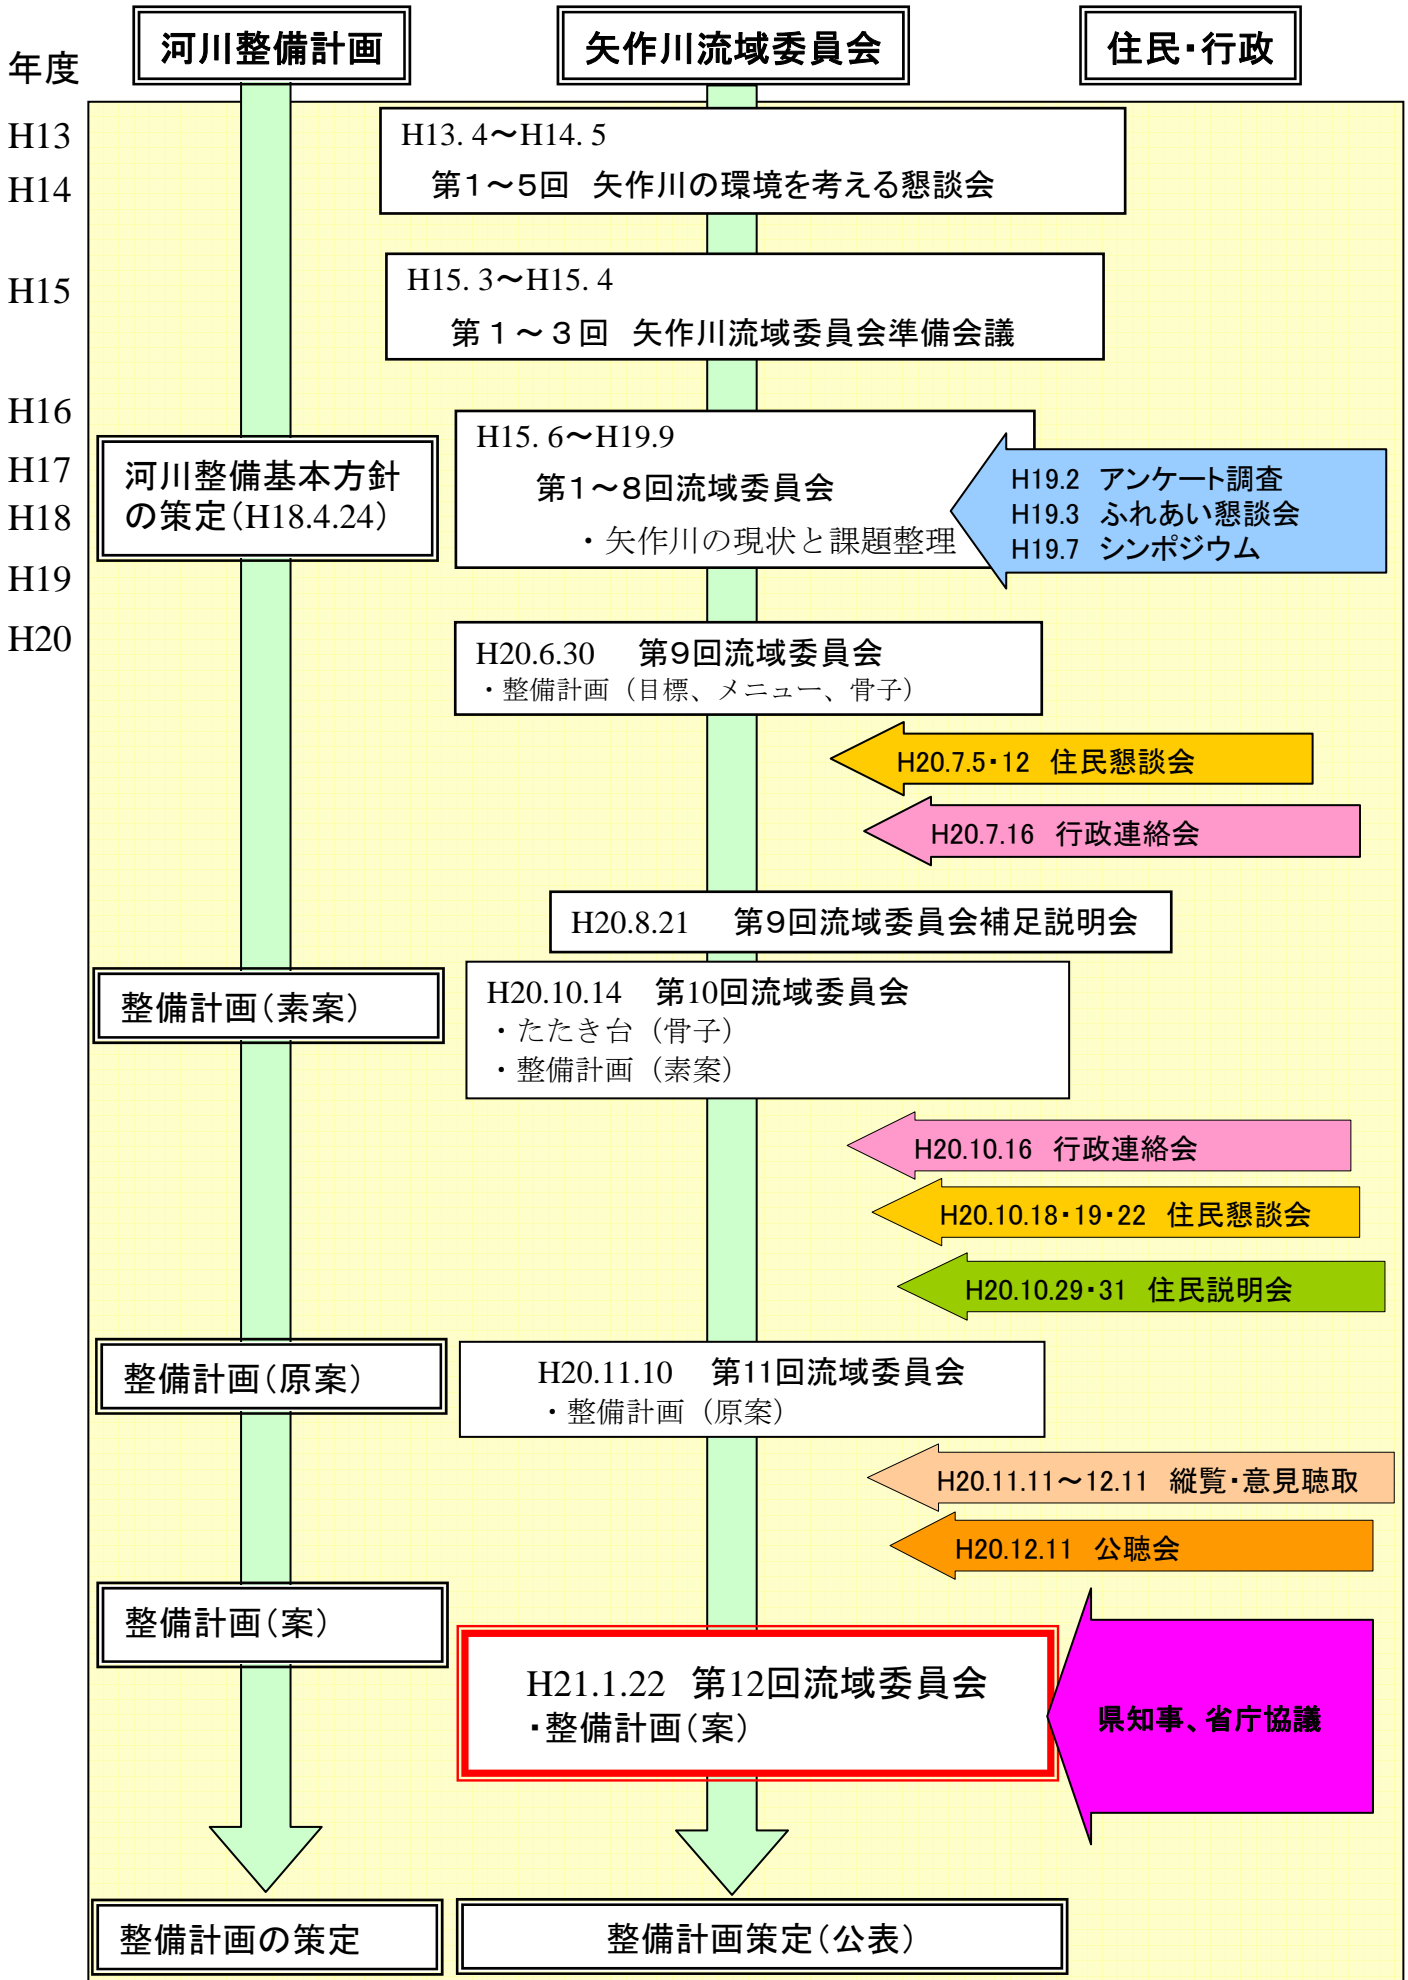 年度
河川整備計画
矢作川流域委員会
住民・行政
H13
H14
H15
H16
H17
H18
H19
H20
H13. 4～H14. 5
第1～5回　矢作川の環境を考える懇談会
H15. 3～H15. 4
第１～３回　矢作川流域委員会準備会議
河川整備基本方針
の策定(H18.4.24)
H15. 6～H19.9
第1～8回流域委員会
・矢作川の現状と課題整理
H19.2　アンケート調査
H19.3　ふれあい懇談会
H19.7　シンポジウム
H20.6.30　第9回流域委員会
・整備計画（目標、メニュー、骨子）
H20.7.5・12　住民懇談会
H20.7.16　行政連絡会
H20.8.21　第9回流域委員会補足説明会
整備計画(素案)
H20.10.14　第10回流域委員会
・たたき台（骨子）
・整備計画（素案）
H20.10.16　行政連絡会
H20.10.18・19・22　住民懇談会
H20.10.29・31　住民説明会
整備計画(原案)
H20.11.10　第11回流域委員会
・整備計画（原案）
H20.11.11～12.11　縦覧・意見聴取
H20.12.11　公聴会
整備計画(案)
H21.1.22　第12回流域委員会
・整備計画(案)
県知事、省庁協議
整備計画の策定
整備計画策定(公表)